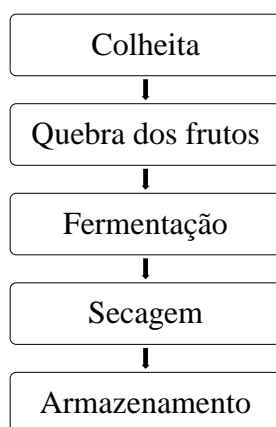 Colheita
Quebra dos frutos
Fermentação
Secagem
Armazenamento